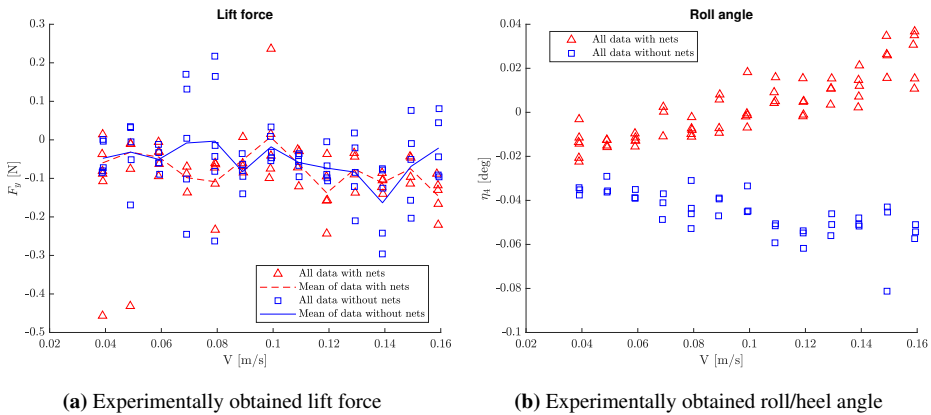 Lift force
0.3
0.2
0.1
0
-0.1
-0.2
-0.3
-0.4
-0.5
F_y [N]
0.02
0.04
0.06
0.08
0.1
0.12
0.14
0.16
V [m/s]
All data with nets
Mean of data with nets
All data without nets
Mean of data without nets
(a) Experimentally obtained lift force
Roll angle
0.04
0.02
0
-0.02
-0.04
-0.06
-0.08
-0.1
η_4 [deg]
All data with nets
All data without nets
0.02
0.04
0.06
0.08
0.1
0.12
0.14
0.16
V [m/s]
(b) Experimentally obtained roll/heel angle